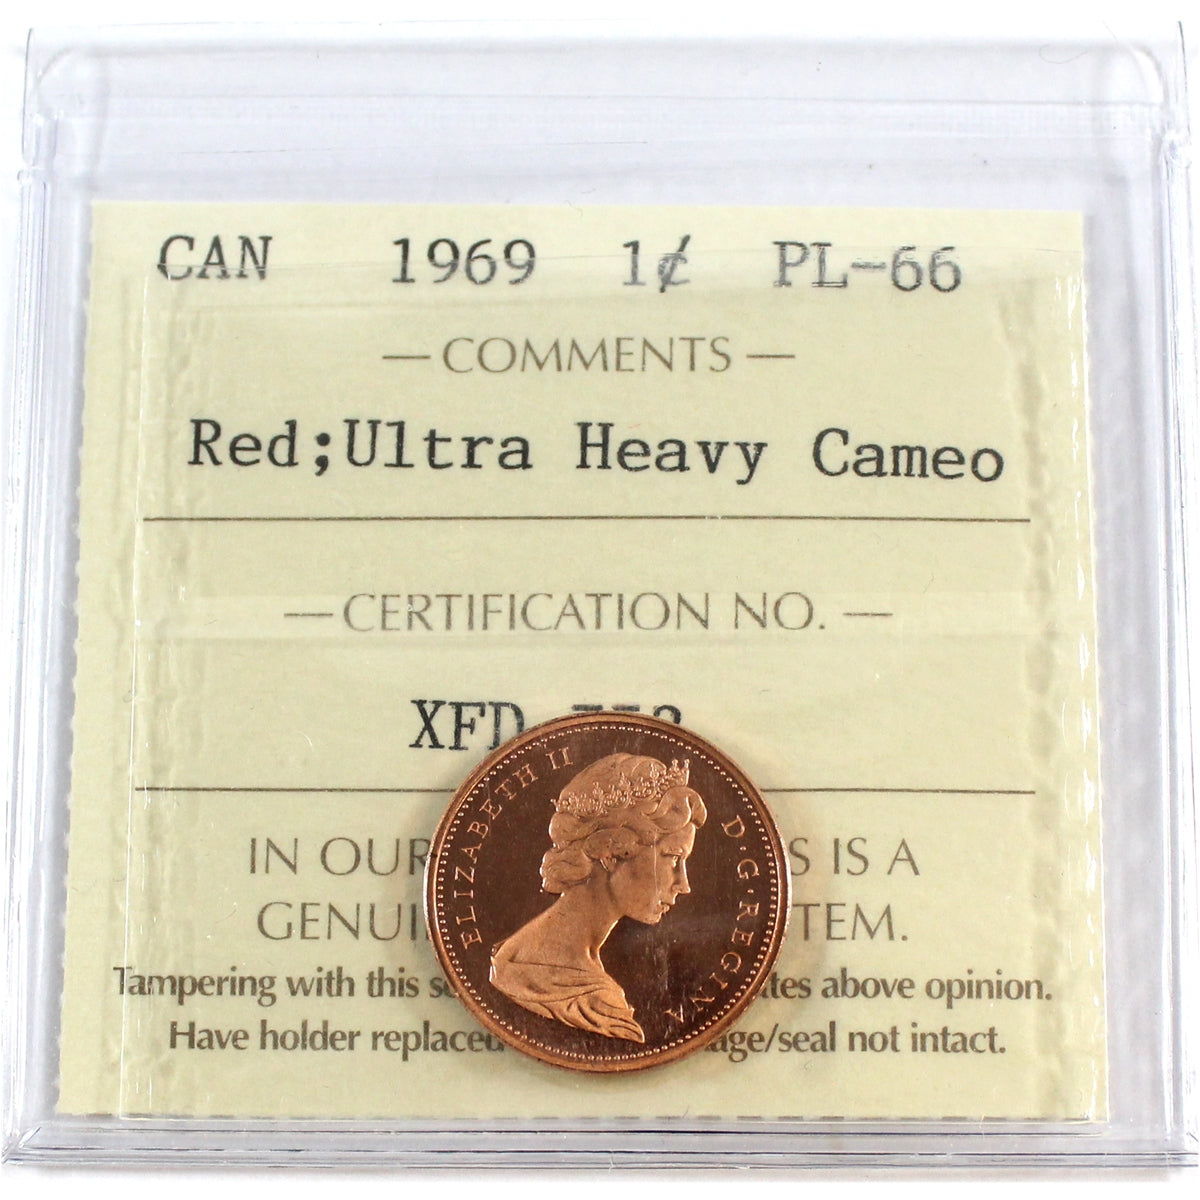 CAN 1969 1¢ PL-66
— COMMENTS —
Red;Ultra Heavy Cameo
— CERTIFICATION NO. —
XFD
ELIZABETH II D·G·REGINA
IN OUR S IS A
GENUI TEM.
Tampering with this se tes above opinion.
Have holder replaced age/seal not intact.